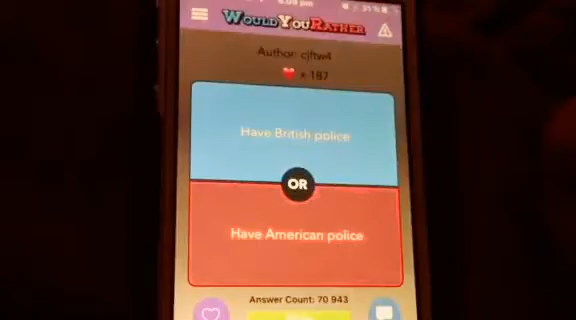 WOULDYOURATHER
Author: cjftw4
× 187
Have British police
OR
Have American police
Answer Count: 70 943